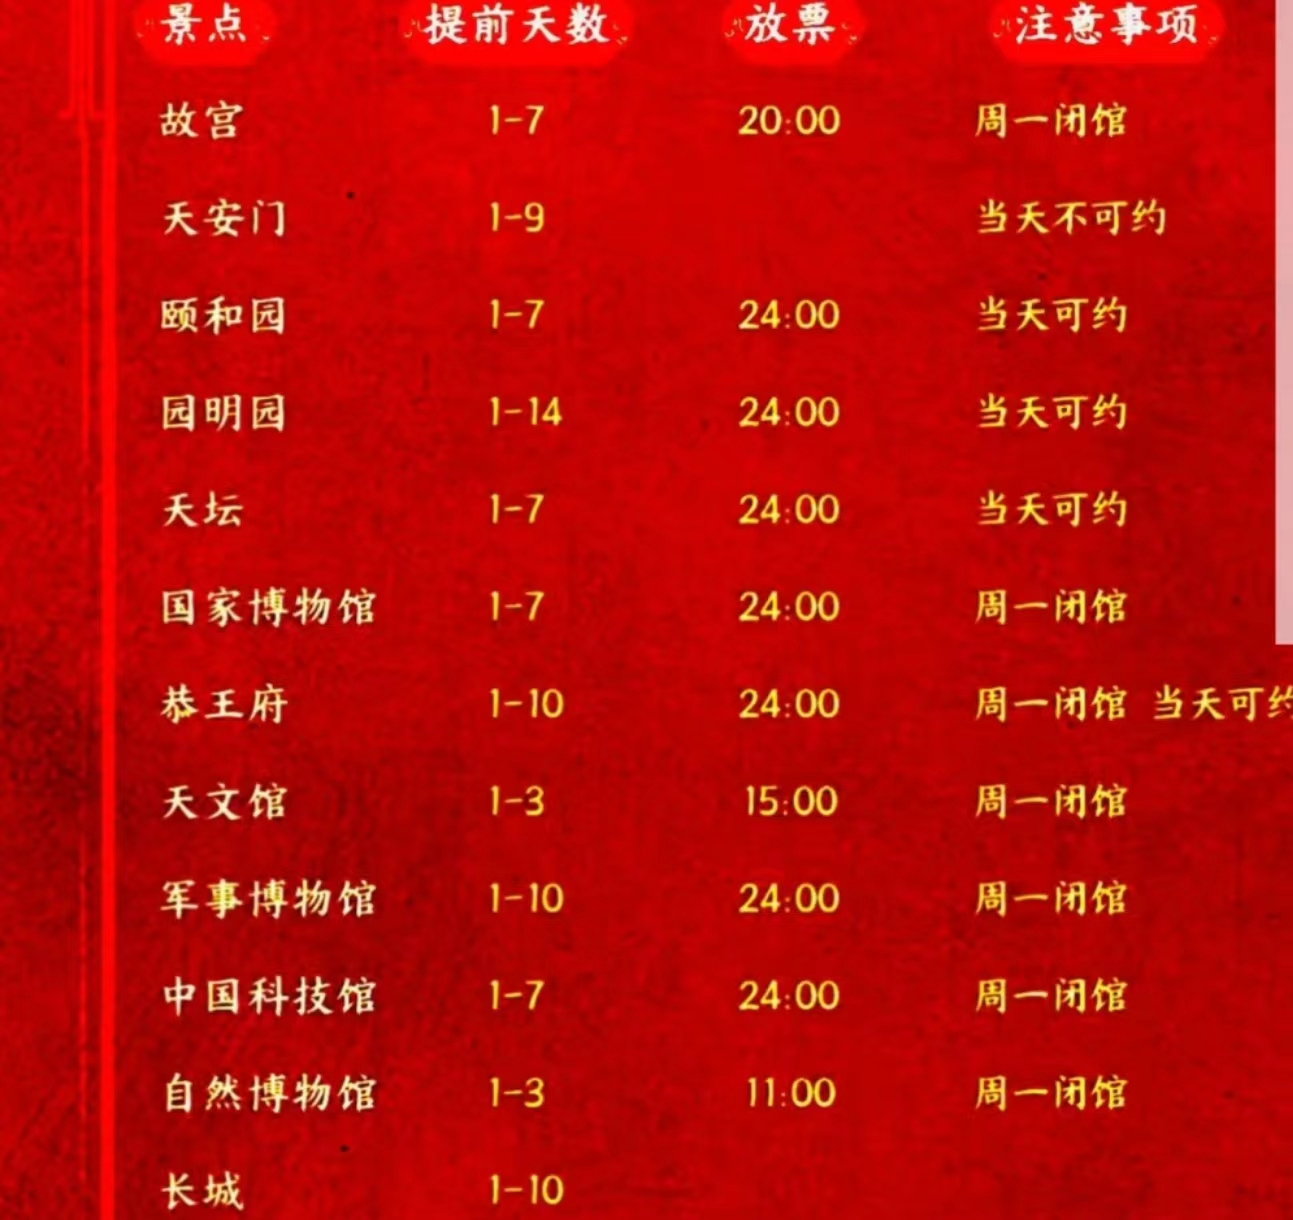 景点 提前天数 放票 注意事项
故宫 1-7 20:00 周一闭馆
天安门 1-9 当天不可约
颐和园 1-7 24:00 当天可约
园明园 1-14 24:00 当天可约
天坛 1-7 24:00 当天可约
国家博物馆 1-7 24:00 周一闭馆
恭王府 1-10 24:00 周一闭馆 当天可约
天文馆 1-3 15:00 周一闭馆
军事博物馆 1-10 24:00 周一闭馆
中国科技馆 1-7 24:00 周一闭馆
自然博物馆 1-3 11:00 周一闭馆
长城 1-10